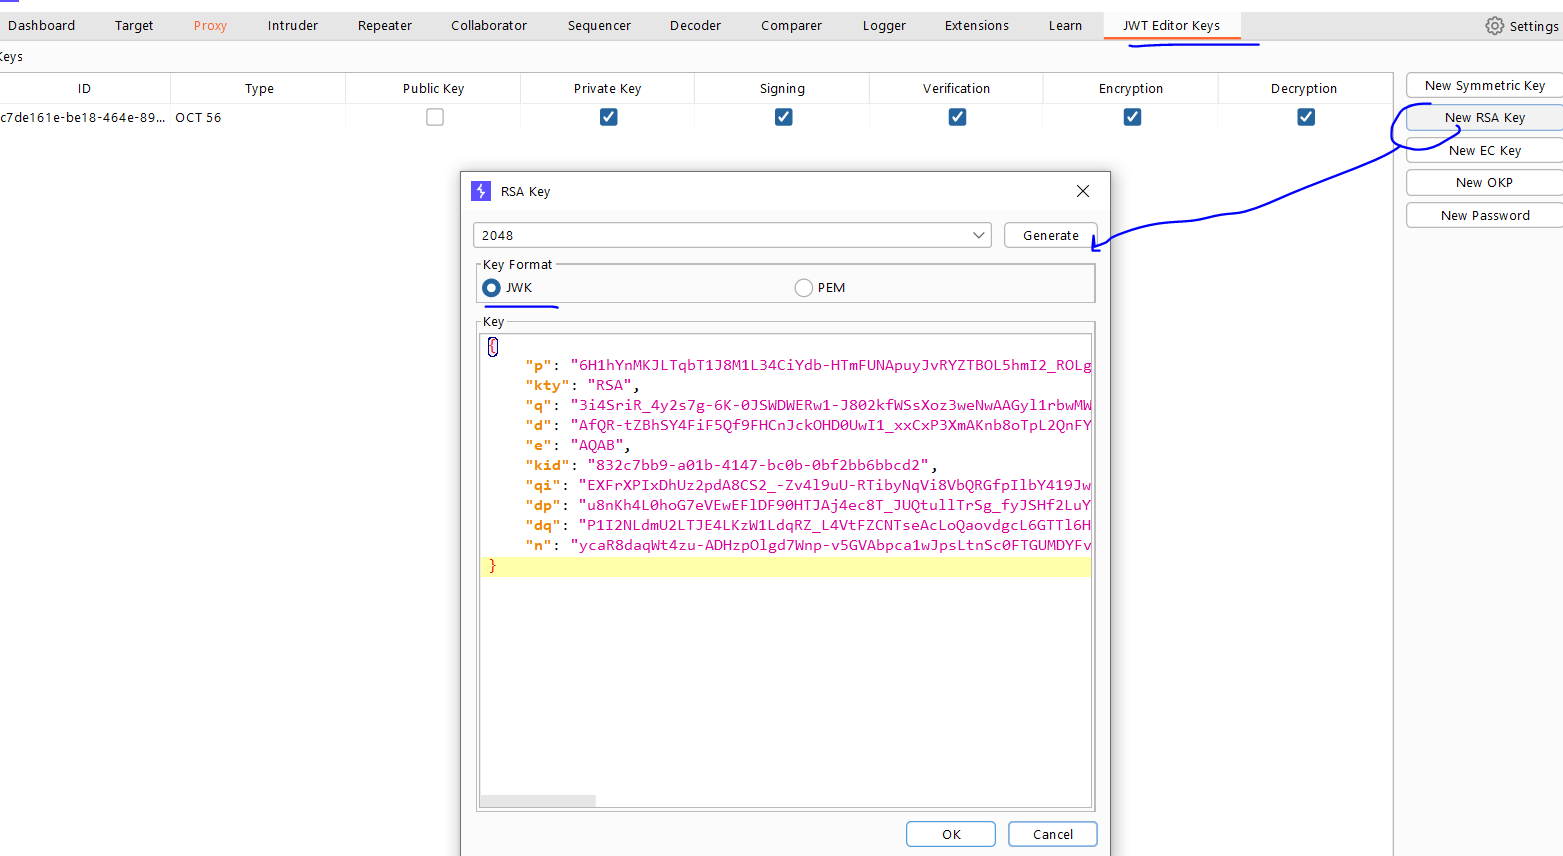 Dashboard Target Proxy Intruder Repeater Collaborator Sequencer Decoder Comparer Logger Extensions Learn JWT Editor Keys Settings
Keys
ID Type Public Key Private Key Signing Verification Encryption Decryption
c7de161e-be18-464e-89... OCT 56
New Symmetric Key
New RSA Key
New EC Key
New OKP
New Password
RSA Key
2048 Generate
Key Format
JWK PEM
Key
{
"p": "6H1hYnMKJLTqbT1J8M1L34CiYdb-HTmFUNApuyJvRYZTBOL5hmI2_ROLg
"kty": "RSA",
"q": "3i4SriR_4y2s7g-6K-0JSWDWERw1-J802kfWSsXoz3weNwAAGyl1rbwMW
"d": "AfQR-tZBhSY4FiF5Qf9FHCnJckOHD0UwI1_xxCxP3XmAKnb8oTpL2QnFY
"e": "AQAB",
"kid": "832c7bb9-a01b-4147-bc0b-0bf2bb6bbcd2",
"qi": "EXFrXPIxDhUz2pdA8CS2_-Zv4l9uU-RTibyNqVi8VbQRGfpIlbY419Jw
"dp": "u8nKh4L0hoG7eVEwEFlDF90HTJAj4ec8T_JUQtullTrSg_fyJSHf2LuY
"dq": "P1I2NLdmU2LTJE4LKzW1LdqRZ_L4VtFZCNTseAcLoQaovdgcL6GTTl6H
"n": "ycaR8daqWt4zu-ADHzpOlgd7Wnp-v5GVAbpca1wJpsLtnSc0FTGUMDYFv
}
OK Cancel